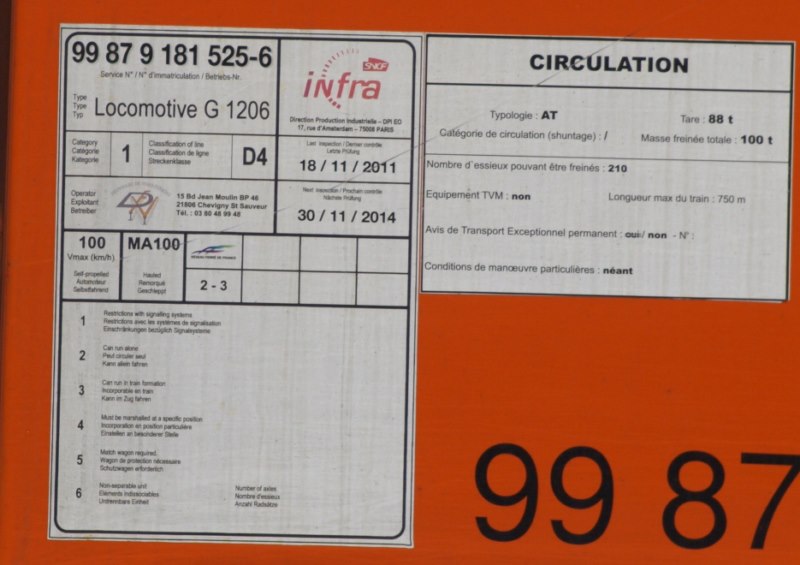 99 87 9 181 525-6
Service N° / N° d'immatriculation / Betriebs-Nr.
Type
Type
Typ
Locomotive G 1206
SNCF
infra
Direction Production Industrielle – DPI EO
17, rue d'Amsterdam – 75008 PARIS
Category
Catégorie
Kategorie
1
Classification of line
Classification de ligne
Streckenklasse
D4
Last inspection / Dernier contrôle
Letzte Prüfung
18 / 11 / 2011
Operator
Exploitant
Betreiber
15 Bd Jean Moulin BP 46
21806 Chevigny St Sauveur
Tél. : 03 80 48 99 48
Next inspection / Prochain contrôle
Nächste Prüfung
30 / 11 / 2014
100
Vmax (km/h)
Self-propelled
Automoteur
Selbstfahrend
MA100
Hauled
Remorqué
Geschleppt
RÉSEAU FERRÉ DE FRANCE
2 - 3
1
Restrictions with signalling systems
Restrictions avec les systèmes de signalisation
Einschränkungen bezüglich Signalsysteme
2
Can run alone
Peut circuler seul
Kann allein fahren
3
Can run in train formation
Incorporable en train
Kann im Zug fahren
4
Must be marshalled at a specific position
Incorporation en position particulière
Einstellen an besonderer Stelle
5
Match wagon required.
Wagon de protection nécessaire
Schutzwagen erforderlich
6
Non-separable unit
Eléments indissociables
Untrennbare Einheit
Number of axles
Nombre d'essieux
Anzahl Radsätze
CIRCULATION
Typologie : AT
Tare : 88 t
Catégorie de circulation (shuntage) : /
Masse freinée totale : 100 t
Nombre d'essieux pouvant être freinés : 210
Equipement TVM : non
Longueur max du train : 750 m
Avis de Transport Exceptionnel permanent : oui / non - N° :
Conditions de manœuvre particulières : néant
99 87